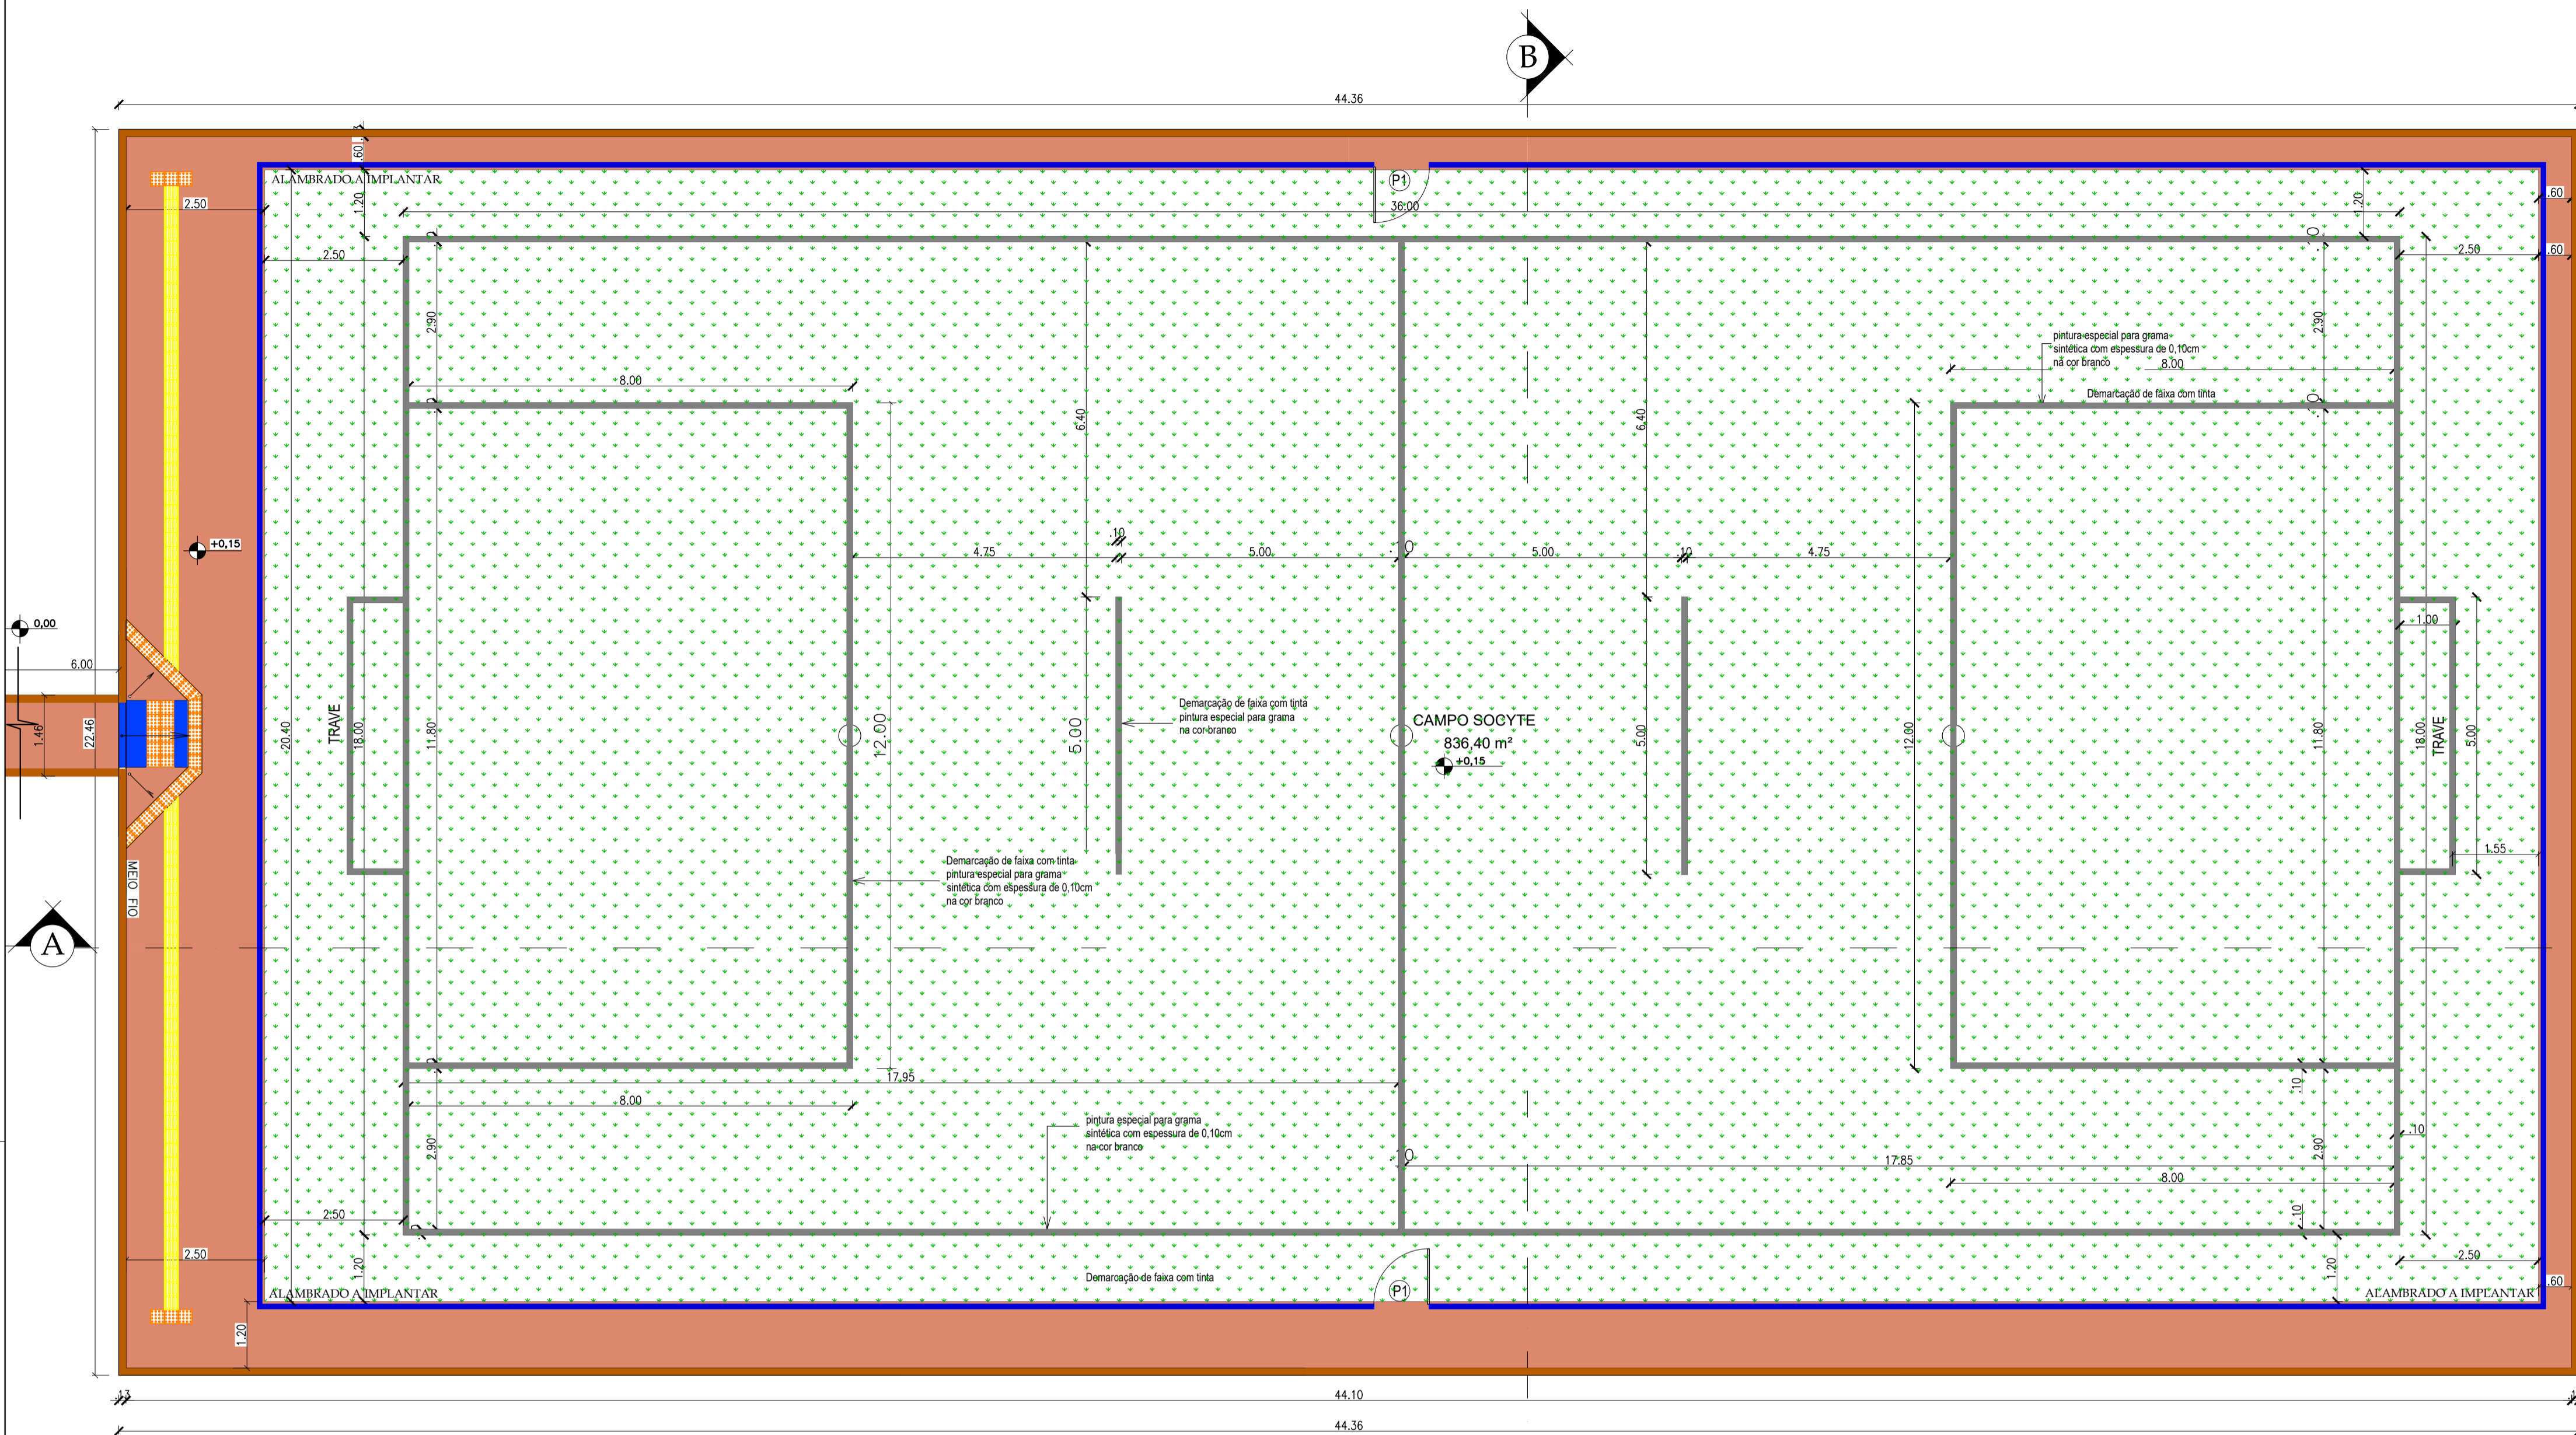 B
44.36
.60
ALAMBRADO A IMPLANTAR
P1
2.50
1.20
36.00
1.20
.60
2.50
.10
2.50
.60
2.90
2.90
pintura especial para grama
sintética com espessura de 0,10cm
na cor branco
8.00
8.00
Demarcação de faixa com tinta
6.40
6.40
.10
+0,15
.10
4.75
5.00
.10
5.00
.10
4.75
0,00
1.00
6.00
Demarcação de faixa com tinta
pintura especial para grama
na cor branco
CAMPO SOCYTE
836,40 m²
+0,15
1.46
22.46
20.40
TRAVE
18.00
11.80
12.00
5.00
5.00
12.00
11.80
18.00
TRAVE
5.00
1.55
MEIO FIO
Demarcação de faixa com tinta
pintura especial para grama
sintética com espessura de 0,10cm
na cor branco
A
17.95
8.00
.10
2.90
pintura especial para grama
sintética com espessura de 0,10cm
na cor branco
.10
.10
2.90
17.85
8.00
2.50
.10
2.50
1.20
Demarcação de faixa com tinta
P1
1.20
2.50
.60
ALAMBRADO A IMPLANTAR
ALAMBRADO A IMPLANTAR
1.20
.13
44.10
44.36